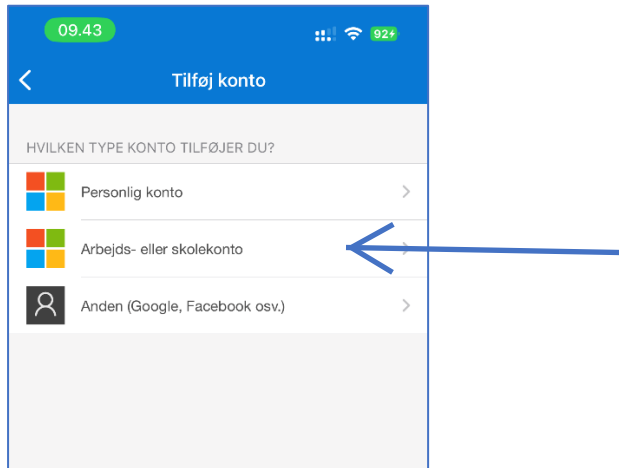 09.43
92
Tilføj konto
HVILKEN TYPE KONTO TILFØJER DU?
Personlig konto
Arbejds- eller skolekonto
Anden (Google, Facebook osv.)